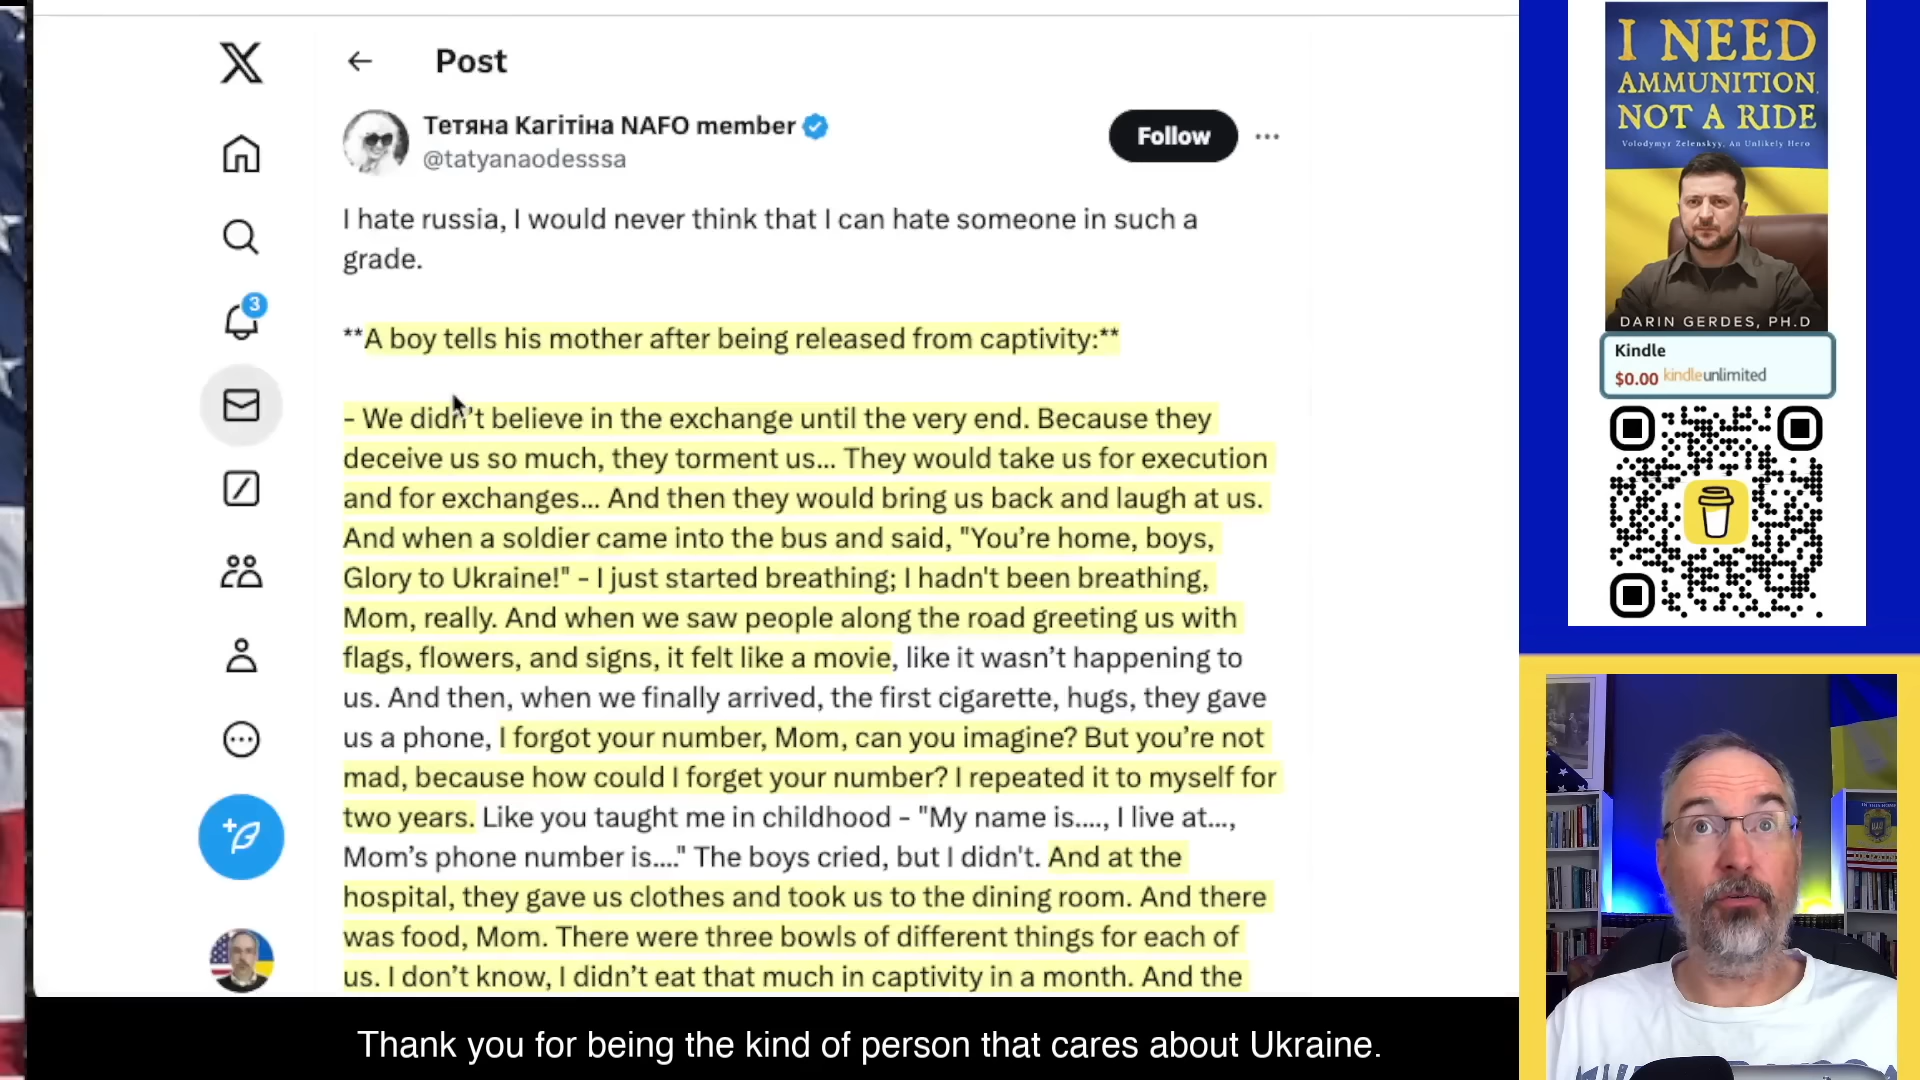 Post
Тетяна Кагітіна NAFO member
@tatyanaodesssa
Follow
I hate russia, I would never think that I can hate someone in such a
grade.
**A boy tells his mother after being released from captivity:**
- We didn't believe in the exchange until the very end. Because they
deceive us so much, they torment us... They would take us for execution
and for exchanges... And then they would bring us back and laugh at us.
And when a soldier came into the bus and said, "You're home, boys,
Glory to Ukraine!" - I just started breathing; I hadn't been breathing,
Mom, really. And when we saw people along the road greeting us with
flags, flowers, and signs, it felt like a movie, like it wasn't happening to
us. And then, when we finally arrived, the first cigarette, hugs, they gave
us a phone, I forgot your number, Mom, can you imagine? But you're not
mad, because how could I forget your number? I repeated it to myself for
two years. Like you taught me in childhood - "My name is...., I live at...,
Mom's phone number is...." The boys cried, but I didn't. And at the
hospital, they gave us clothes and took us to the dining room. And there
was food, Mom. There were three bowls of different things for each of
us. I don't know, I didn't eat that much in captivity in a month. And the
3
I NEED
AMMUNITION,
NOT A RIDE
Volodymyr Zelenskyy, An Unlikely Hero
DARIN GERDES, PH.D
Kindle
$0.00 kindleunlimited
Thank you for being the kind of person that cares about Ukraine.